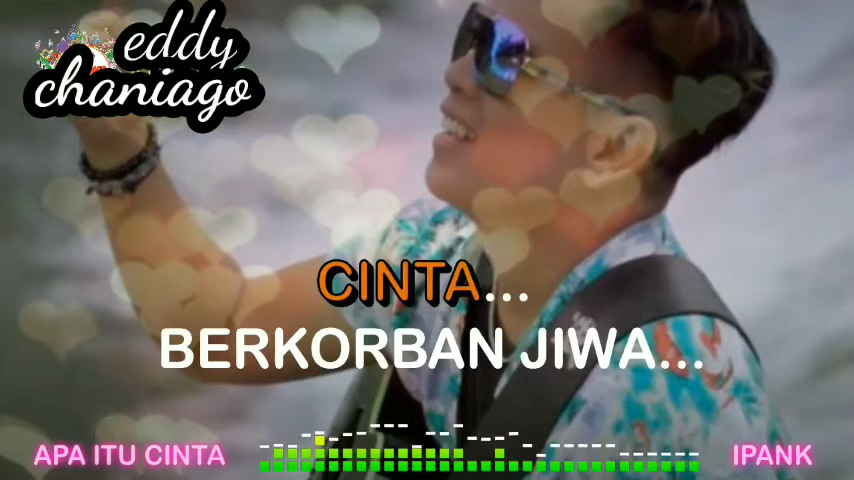 eddy
chaniago
CINTA...
BERKORBAN JIWA...
APA ITU CINTA
IPANK